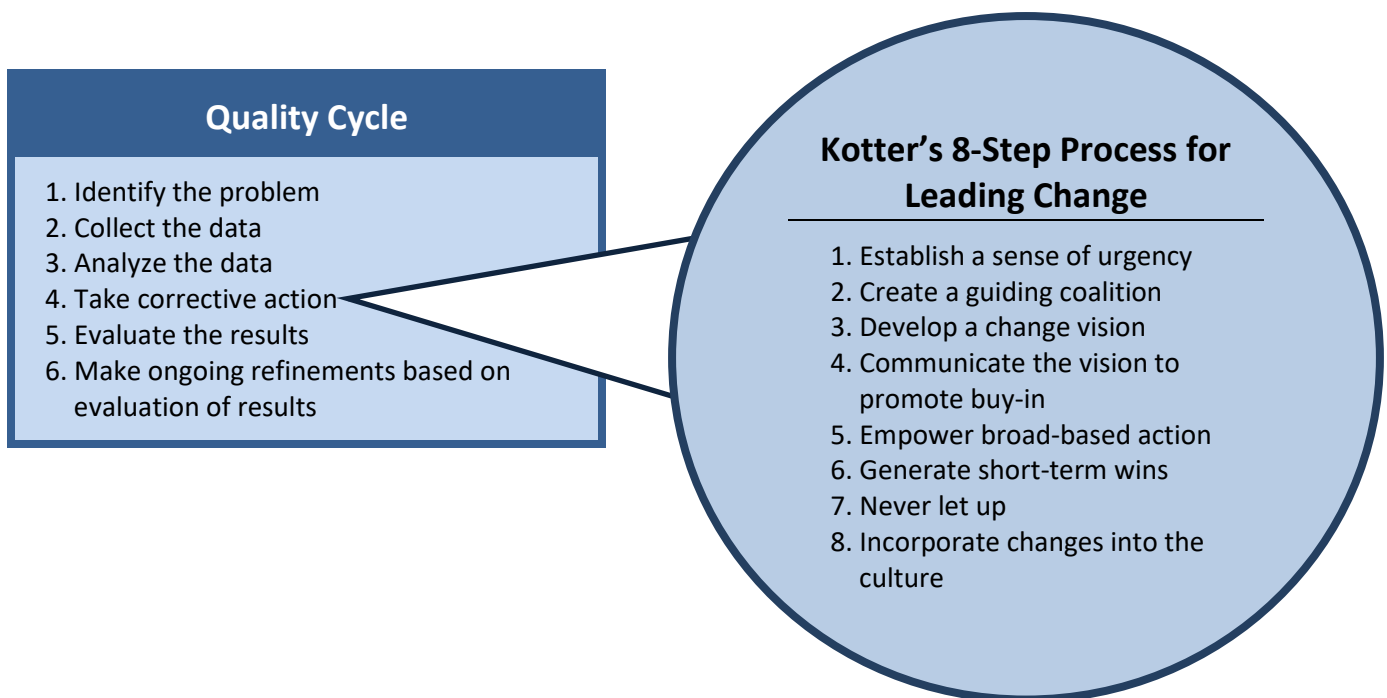 Quality Cycle
1. Identify the problem
2. Collect the data
3. Analyze the data
4. Take corrective action
5. Evaluate the results
6. Make ongoing refinements based on
evaluation of results
Kotter’s 8-Step Process for
Leading Change
1. Establish a sense of urgency
2. Create a guiding coalition
3. Develop a change vision
4. Communicate the vision to
promote buy-in
5. Empower broad-based action
6. Generate short-term wins
7. Never let up
8. Incorporate changes into the
culture